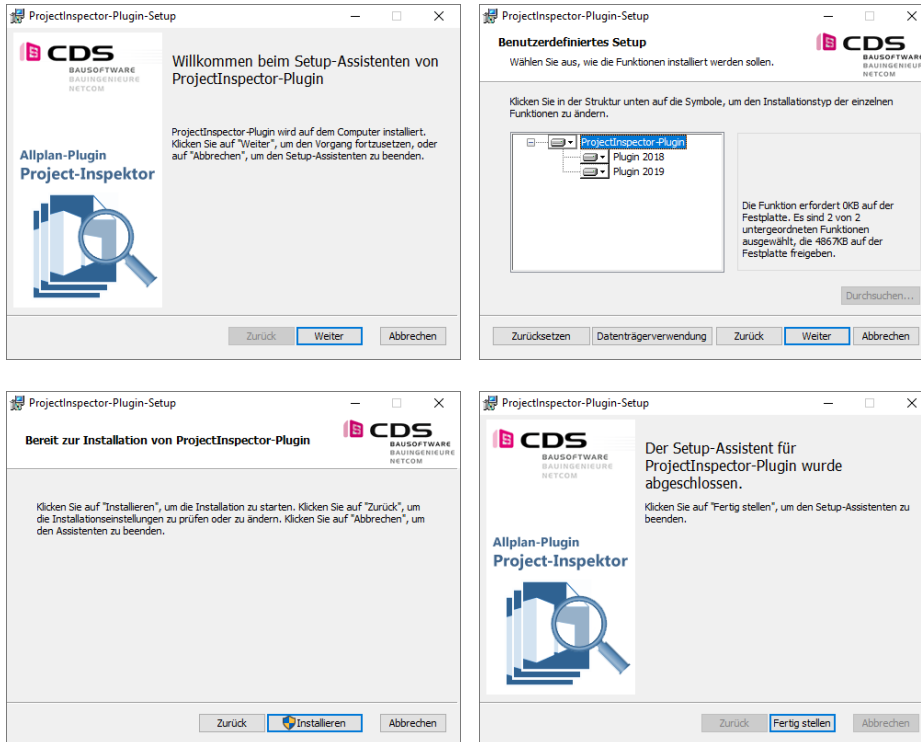 ProjectInspector-Plugin-Setup
CDS
BAUSOFTWARE
BAUINGENIEURE
NETCOM
Allplan-Plugin
Project-Inspektor
Willkommen beim Setup-Assistenten von
ProjectInspector-Plugin
ProjectInspector-Plugin wird auf dem Computer installiert.
Klicken Sie auf "Weiter", um den Vorgang fortzusetzen, oder
auf "Abbrechen", um den Setup-Assistenten zu beenden.
Zurück Weiter Abbrechen
ProjectInspector-Plugin-Setup
Benutzerdefiniertes Setup
Wählen Sie aus, wie die Funktionen installiert werden sollen.
CDS
BAUSOFTWARE
BAUINGENIEUR
NETCOM
Klicken Sie in der Struktur unten auf die Symbole, um den Installationstyp der einzelnen
Funktionen zu ändern.
ProjectInspector-Plugin
Plugin 2018
Plugin 2019
Die Funktion erfordert 0KB auf der
Festplatte. Es sind 2 von 2
untergeordneten Funktionen
ausgewählt, die 4867KB auf der
Festplatte freigeben.
Durchsuchen...
Zurücksetzen Datenträgerverwendung Zurück Weiter Abbrechen
ProjectInspector-Plugin-Setup
Bereit zur Installation von ProjectInspector-Plugin
CDS
BAUSOFTWARE
BAUINGENIEURE
NETCOM
Klicken Sie auf "Installieren", um die Installation zu starten. Klicken Sie auf "Zurück", um
die Installationseinstellungen zu prüfen oder zu ändern. Klicken Sie auf "Abbrechen", um
den Assistenten zu beenden.
Zurück Installieren Abbrechen
ProjectInspector-Plugin-Setup
CDS
BAUSOFTWARE
BAUINGENIEURE
NETCOM
Allplan-Plugin
Project-Inspektor
Der Setup-Assistent für
ProjectInspector-Plugin wurde
abgeschlossen.
Klicken Sie auf "Fertig stellen", um den Setup-Assistenten zu
beenden.
Zurück Fertig stellen Abbrechen